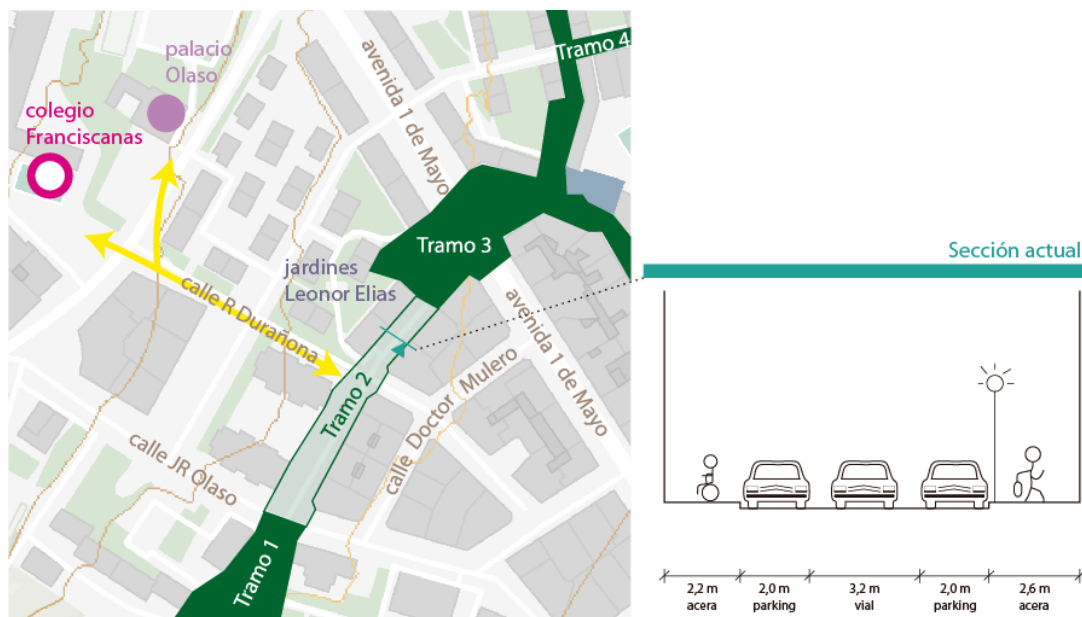 palacio
Olaso
colegio
Franciscanas
avenida 1 de Mayo
Tramo 4
Tramo 3
jardines
Leonor Elias
calle R Durañona
avenida 1 de Mayo
Tramo 2
calle Doctor Mulero
calle JR Olaso
Tramo 1
Sección actual
2,2 m
acera
2,0 m
parking
3,2 m
vial
2,0 m
parking
2,6 m
acera